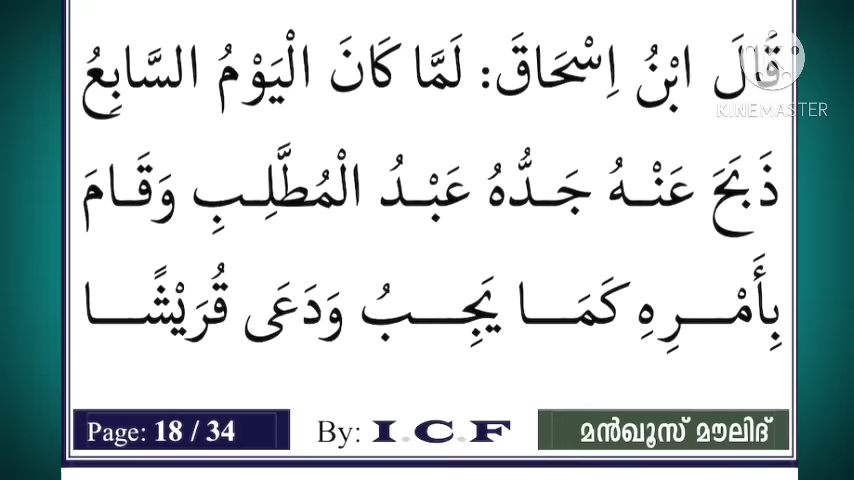 قَالَ ابْنُ اِسْحَاقَ: لَمَّا كَانَ الْيَوْمُ السَّابِعُ
KINEMASTER
ذَبَحَ عَنْهُ جَدُّهُ عَبْدُ الْمُطَّلِبِ وَقَامَ
بِأَمْرِهِ كَمَا يَجِبُ وَدَعَى قُرَيْشًا
Page: 18 / 34 By: I.C.F മൻഖൂസ് മൗലിദ്